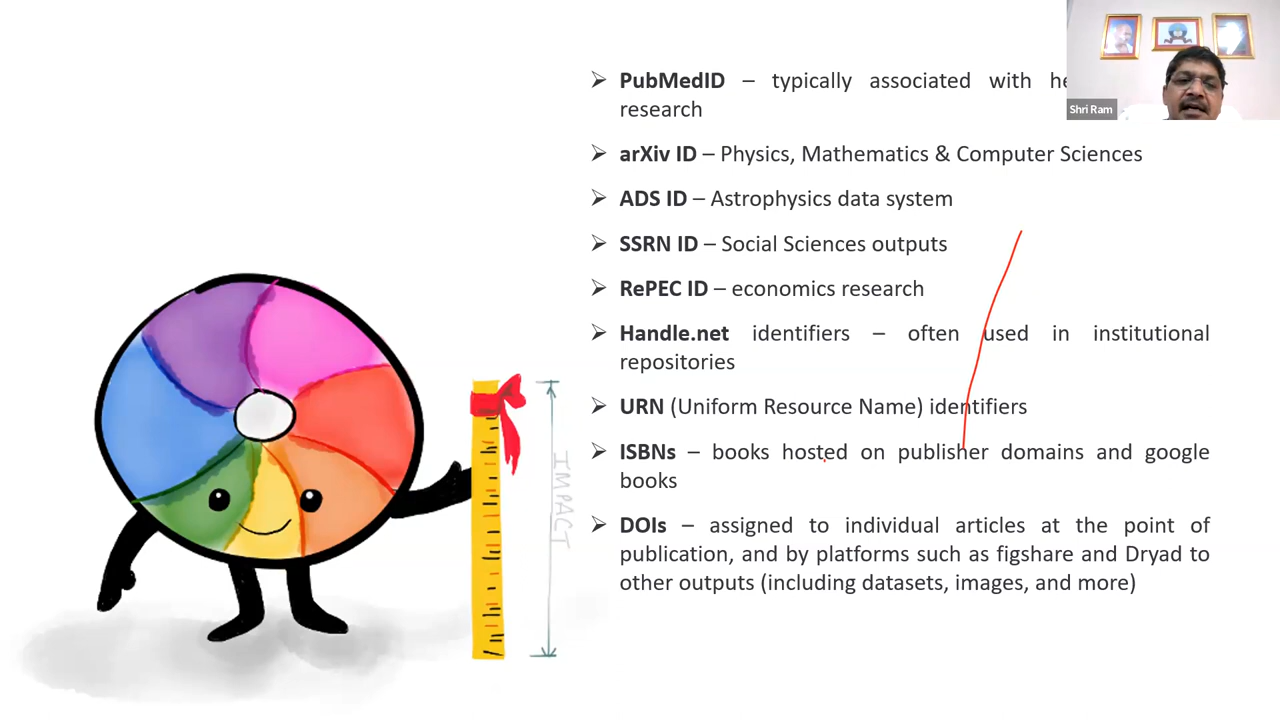 PubMedID – typically associated with
research
arXiv ID – Physics, Mathematics & Computer Sciences
ADS ID – Astrophysics data system
SSRN ID – Social Sciences outputs
RePEC ID – economics research
Handle.net identifiers – often used in institutional
repositories
URN (Uniform Resource Name) identifiers
ISBNs – books hosted on publisher domains and google
books
DOIs – assigned to individual articles at the point of
publication, and by platforms such as figshare and Dryad to
other outputs (including datasets, images, and more)
IMPACT
Shri Ram